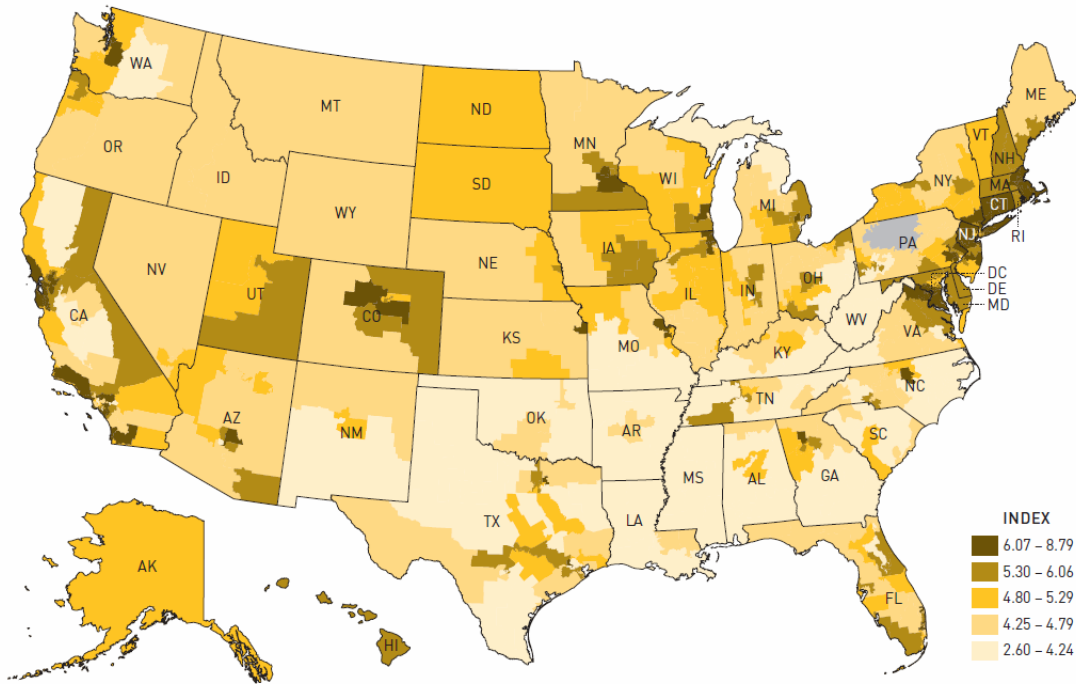 WA
MT
ND
ME
OR
MN
VT
NH
ID
SD
WI
NY
MA
WY
MI
CT
RI
IA
PA
NJ
NV
NE
UT
CO
IL
IN
OH
DC
DE
MD
CA
KS
MO
WV
VA
KY
NC
TN
AZ
NM
OK
AR
SC
MS
AL
GA
TX
LA
FL
AK
HI
INDEX
6.07 – 8.79
5.30 – 6.06
4.80 – 5.29
4.25 – 4.79
2.60 – 4.24